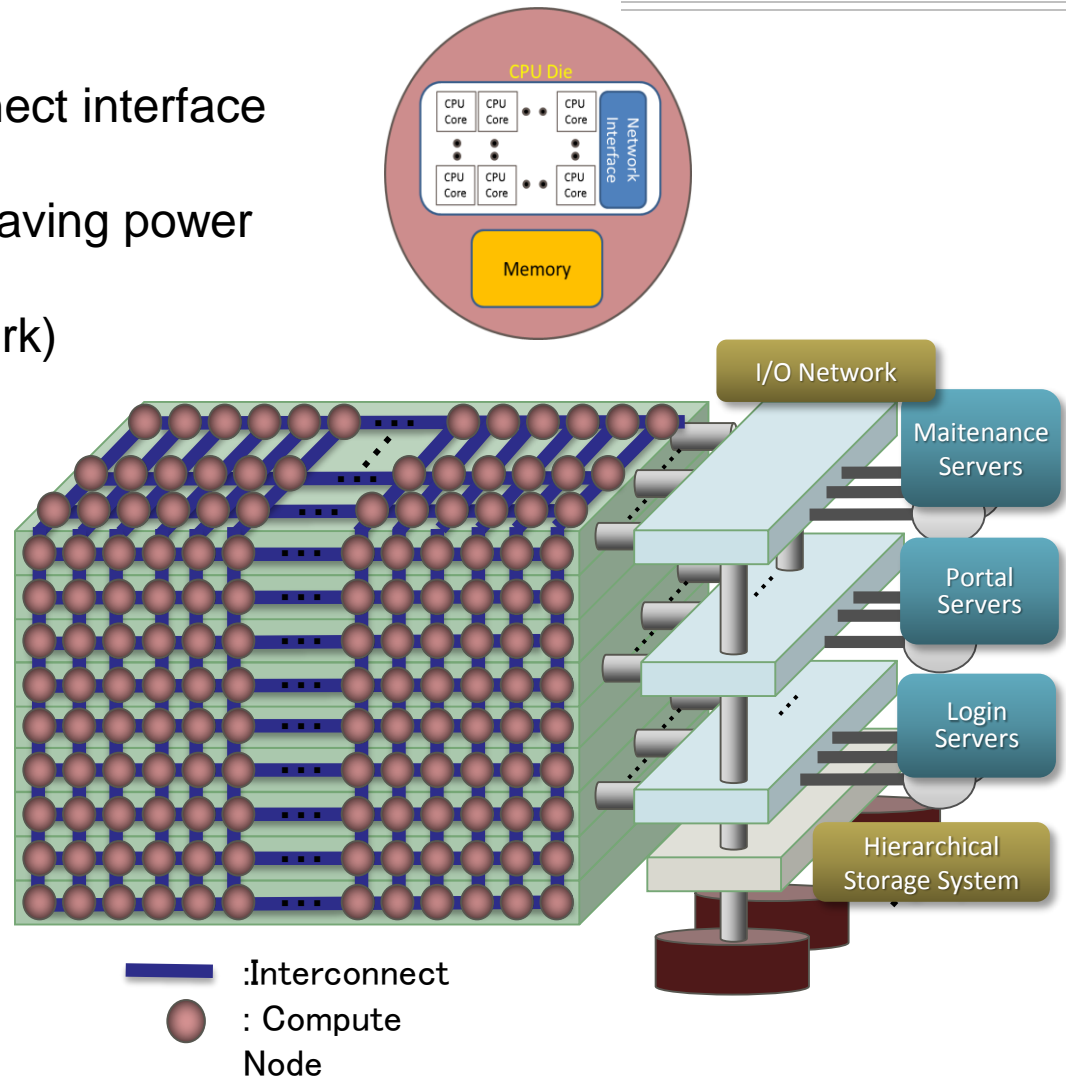 nect interface
aving power
rk)
CPU Die
CPU Core CPU Core CPU Core
Network Interface
CPU Core CPU Core CPU Core
Memory
I/O Network
Maitenance
Servers
Portal
Servers
Login
Servers
Hierarchical
Storage System
:Interconnect
: Compute
Node